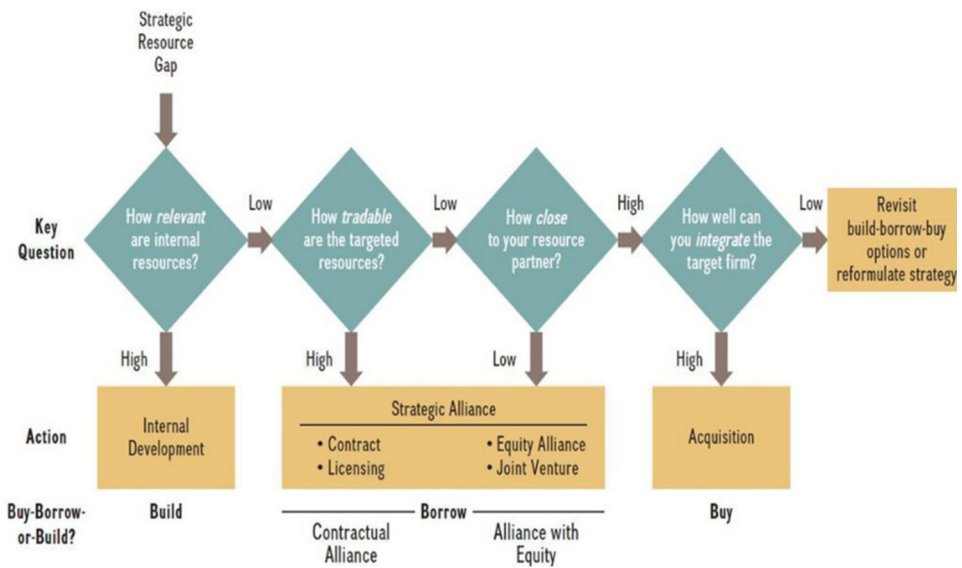 Strategic
Resource
Gap
Key
Question
How relevant
are internal
resources?
Low
How tradable
are the targeted
resources?
Low
How close
to your resource
partner?
High
How well can
you integrate the
target firm?
Low
Revisit
build-borrow-buy
options or
reformulate strategy
High
High
Low
High
Action
Internal
Development
Strategic Alliance
• Contract
• Licensing
• Equity Alliance
• Joint Venture
Acquisition
Buy-Borrow-
or-Build?
Build
Borrow
Buy
Contractual
Alliance
Alliance with
Equity